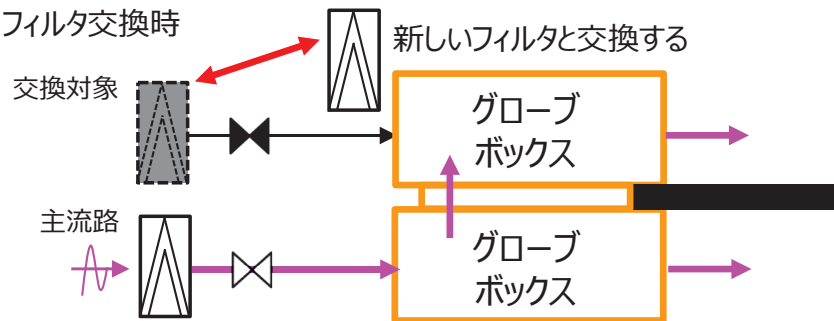 フィルタ交換時
新しいフィルタと交換する
交換対象
グローブ
ボックス
主流路
グローブ
ボックス